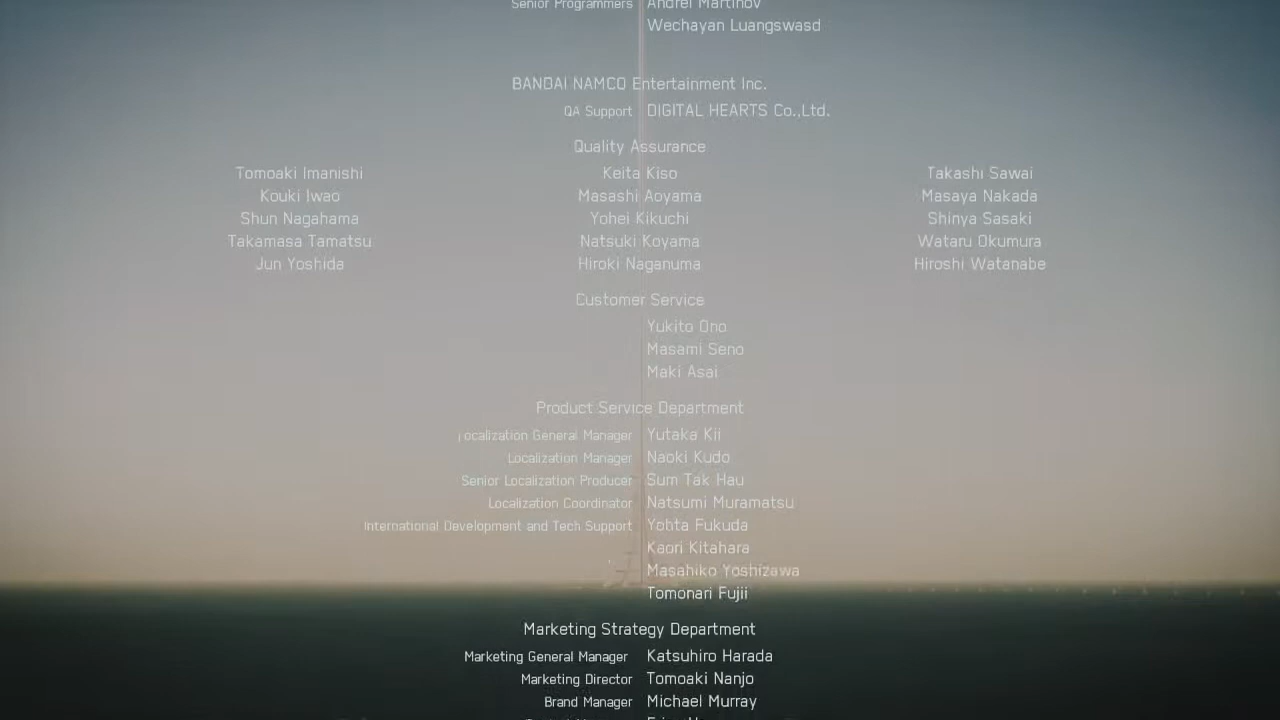 Senior Programmers Andrei Martinov
Wechayan Luangswasd
BANDAI NAMCO Entertainment Inc.
QA Support DIGITAL HEARTS Co.,Ltd.
Quality Assurance
Tomoaki Imanishi Keita Kiso Takashi Sawai
Kouki Iwao Masashi Aoyama Masaya Nakada
Shun Nagahama Yohei Kikuchi Shinya Sasaki
Takamasa Tamatsu Natsuki Koyama Wataru Okumura
Jun Yoshida Hiroki Naganuma Hiroshi Watanabe
Customer Service
Yukito Ono
Masami Seno
Maki Asai
Product Service Department
Localization General Manager Yutaka Kii
Localization Manager Naoki Kudo
Senior Localization Producer Sum Tak Hau
Localization Coordinator Natsumi Muramatsu
International Development and Tech Support Yohta Fukuda
Kaori Kitahara
Masahiko Yoshizawa
Tomonari Fujii
Marketing Strategy Department
Marketing General Manager Katsuhiro Harada
Marketing Director Tomoaki Nanjo
Brand Manager Michael Murray